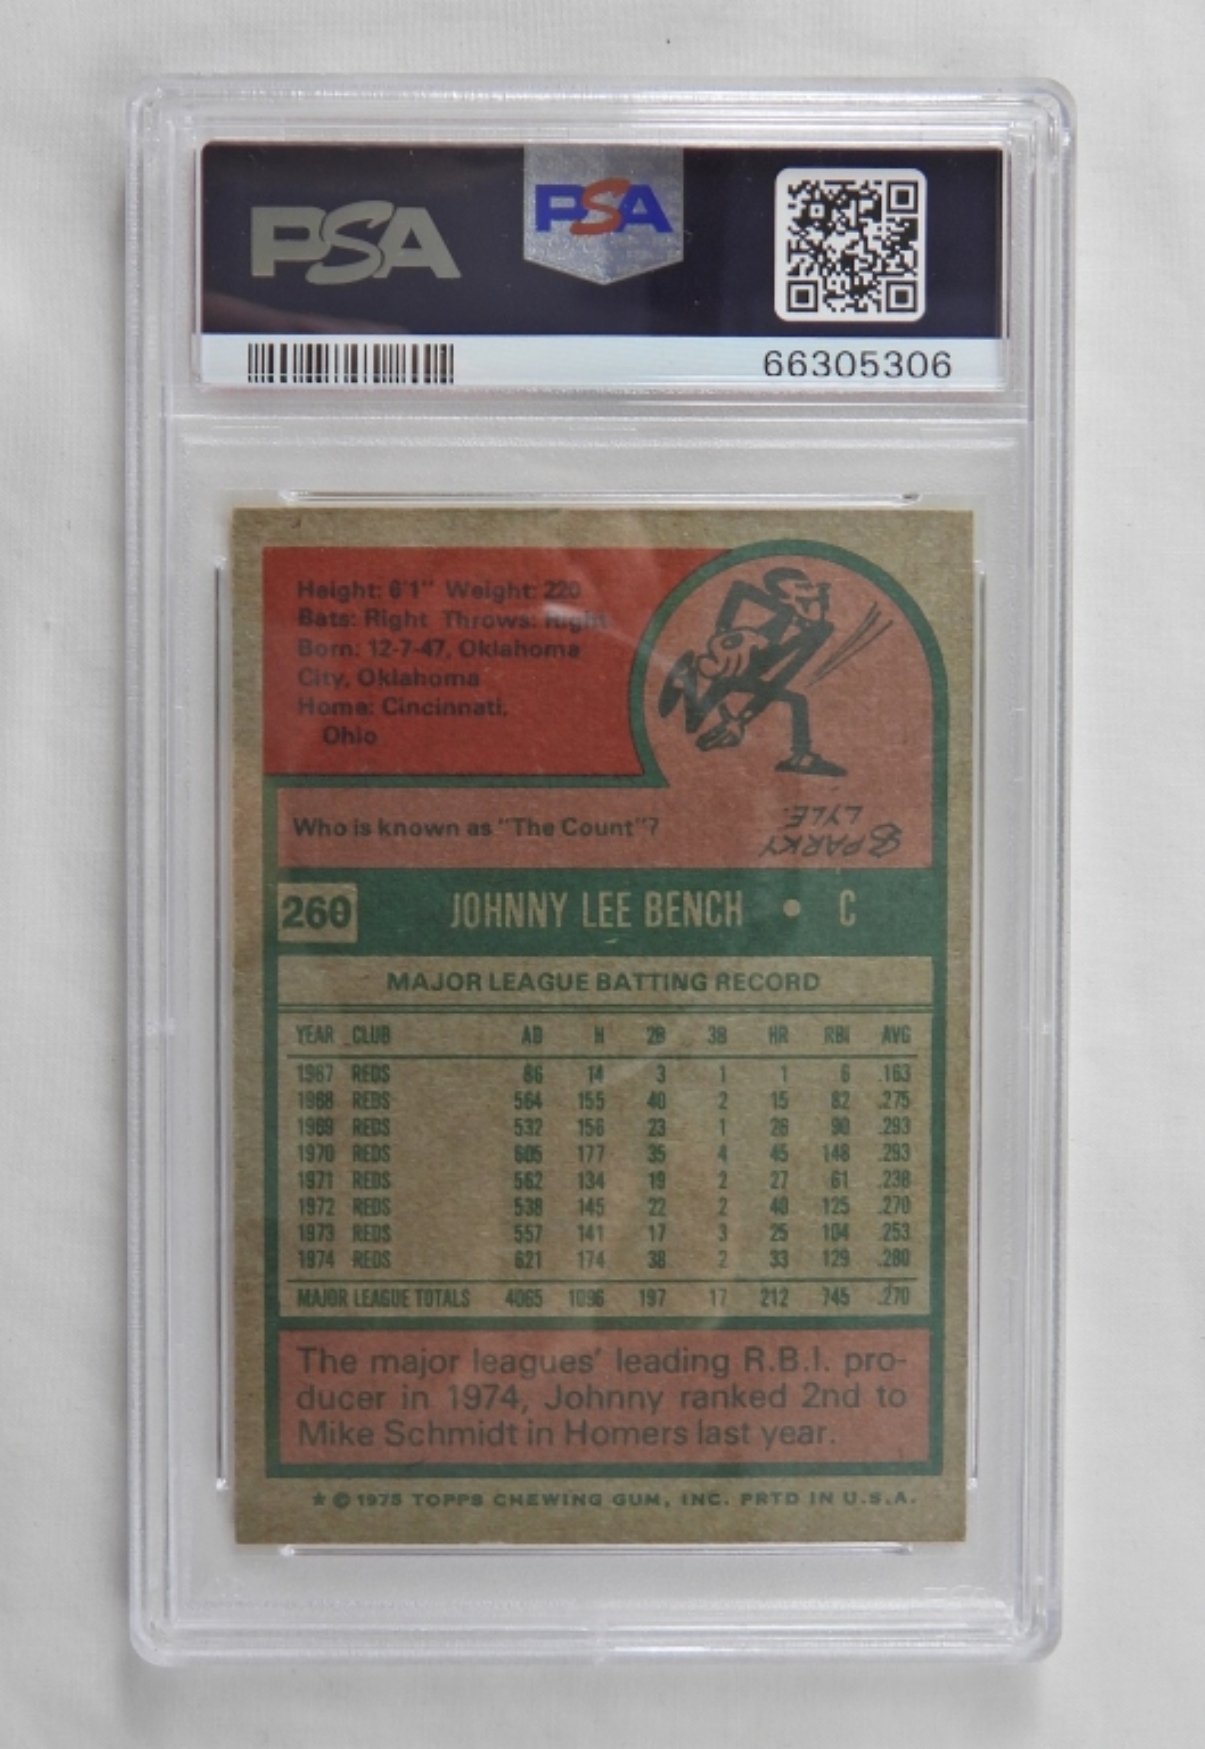 PSA
PSA
66305306
Height: 6'1" Weight: 220
Bats: Right Throws: Right
Born: 12-7-47, Oklahoma
City, Oklahoma
Home: Cincinnati,
Ohio
Who is known as "The Count"?
SPARKY
LYLE.
260 JOHNNY LEE BENCH • C
MAJOR LEAGUE BATTING RECORD
YEAR CLUB AB H 2B 3B HR RBI AVG
1967 REDS 86 14 3 1 1 6 .163
1968 REDS 564 155 40 2 15 82 .275
1969 REDS 532 156 23 1 26 90 .293
1970 REDS 605 177 35 4 45 148 .293
1971 REDS 562 134 19 2 27 61 .238
1972 REDS 538 145 22 2 40 125 .270
1973 REDS 557 141 17 3 25 104 .253
1974 REDS 621 174 38 2 33 129 .280
MAJOR LEAGUE TOTALS 4065 1096 197 17 212 745 .270
The major leagues' leading R.B.I. pro-
ducer in 1974, Johnny ranked 2nd to
Mike Schmidt in Homers last year.
★ © 1975 TOPPS CHEWING GUM, INC. PRTD IN U.S.A.